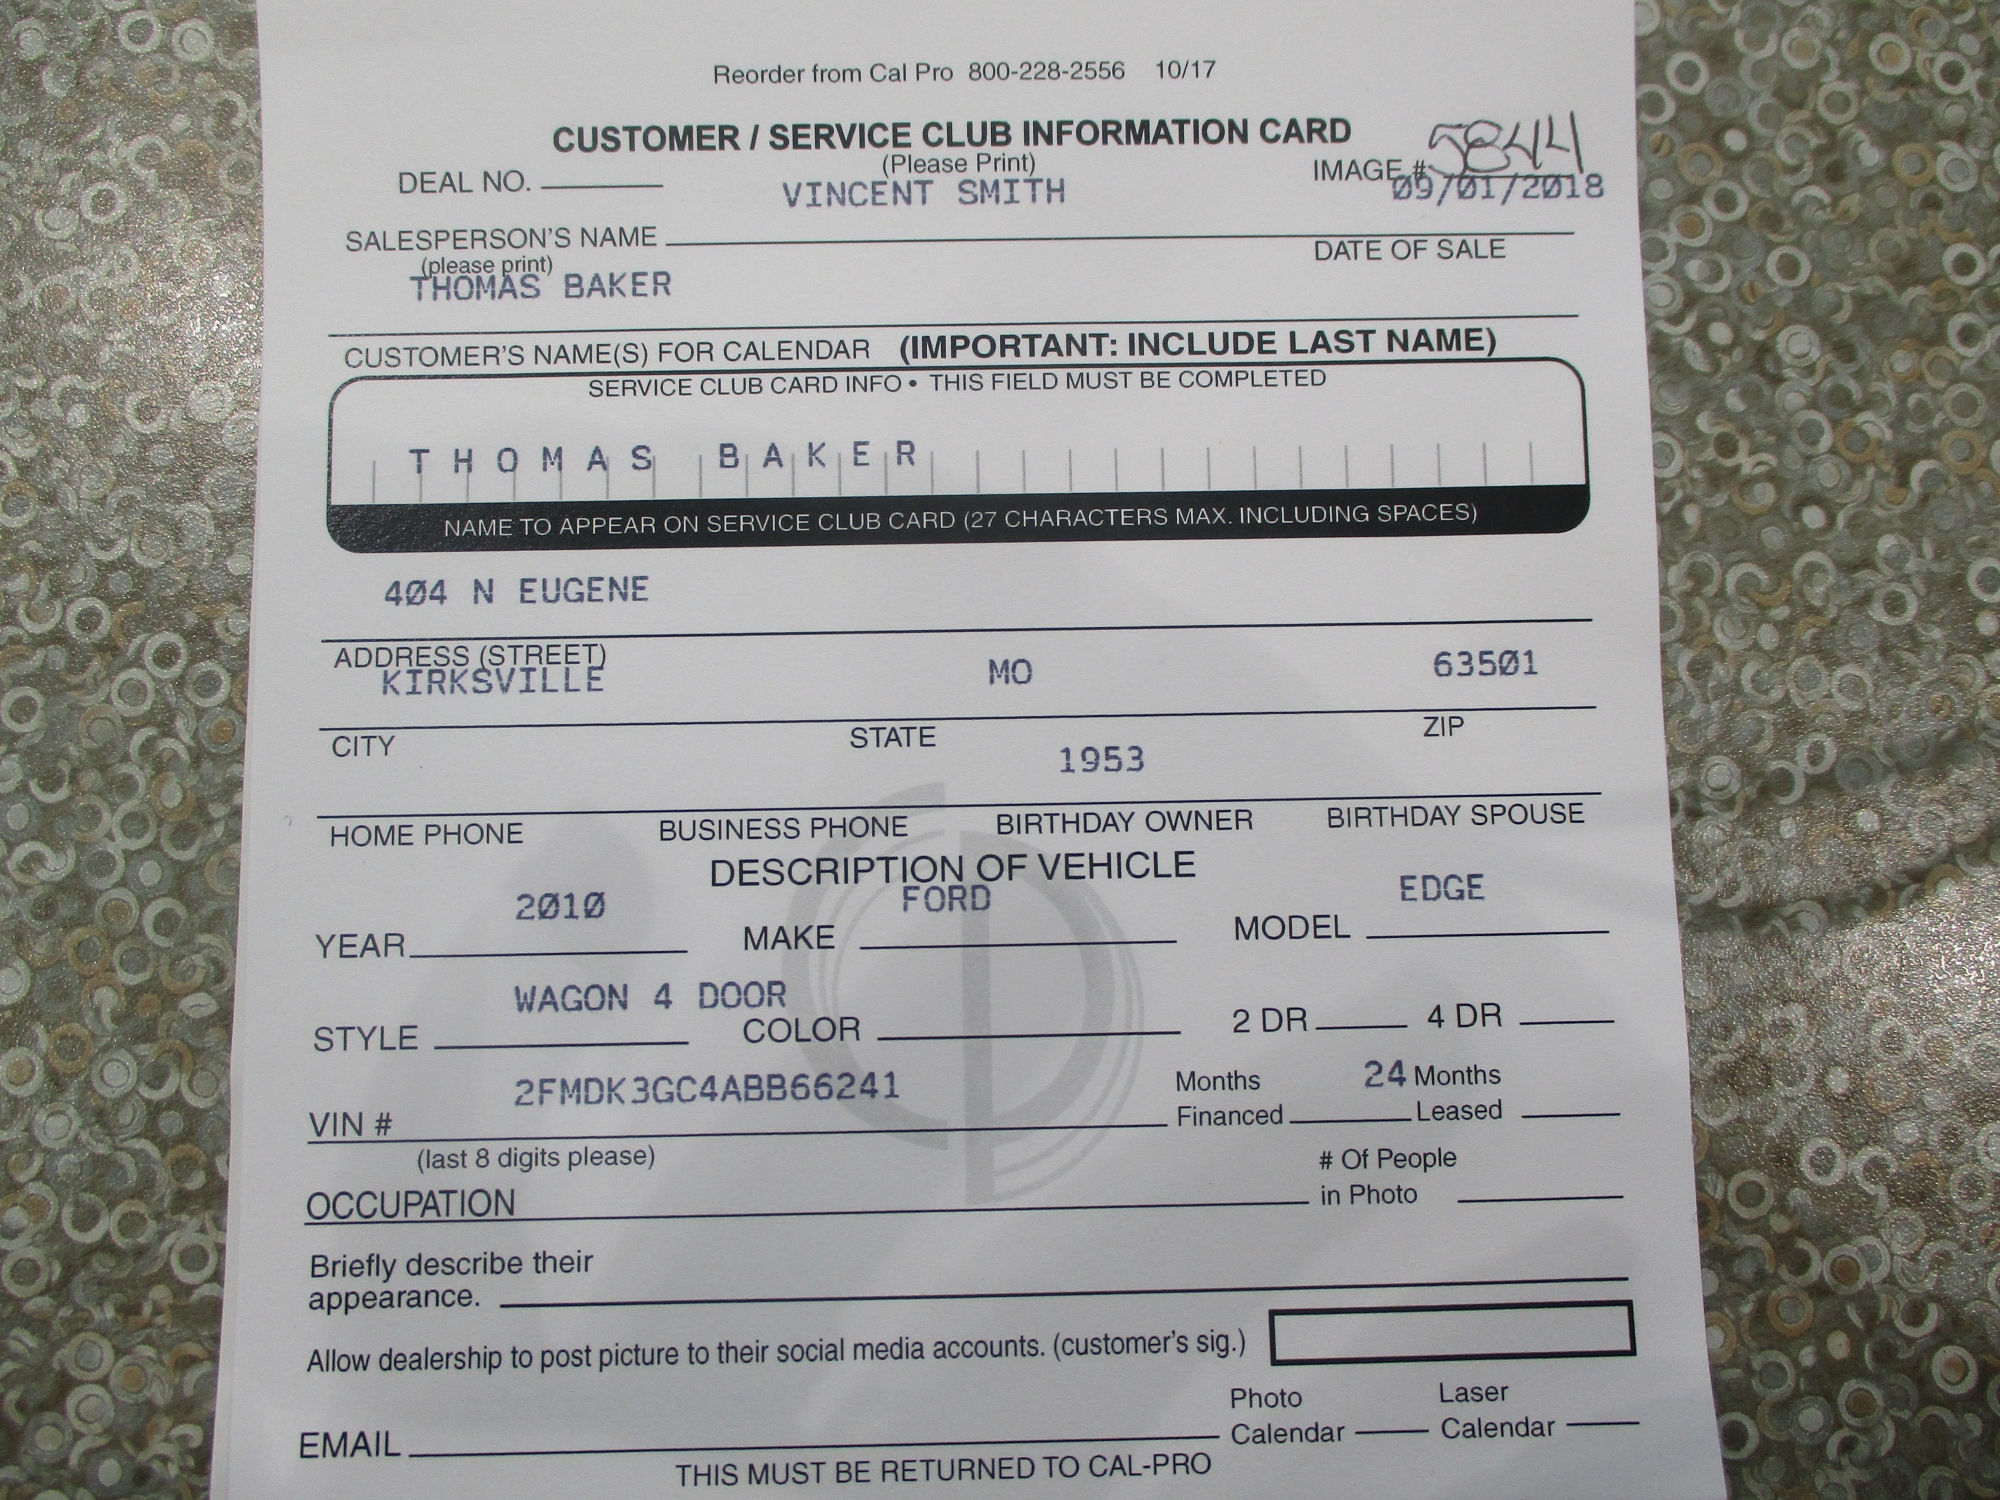 Reorder from Cal Pro 800-228-2556 10/17
CUSTOMER / SERVICE CLUB INFORMATION CARD
(Please Print)
DEAL NO.
IMAGE # 5844
VINCENT SMITH
09/01/2018
SALESPERSON'S NAME
DATE OF SALE
(please print)
THOMAS BAKER
CUSTOMER'S NAME(S) FOR CALENDAR (IMPORTANT: INCLUDE LAST NAME)
SERVICE CLUB CARD INFO • THIS FIELD MUST BE COMPLETED
THOMAS BAKER
NAME TO APPEAR ON SERVICE CLUB CARD (27 CHARACTERS MAX. INCLUDING SPACES)
404 N EUGENE
ADDRESS (STREET)
KIRKSVILLE MO 63501
CITY STATE ZIP
1953
HOME PHONE BUSINESS PHONE BIRTHDAY OWNER BIRTHDAY SPOUSE
DESCRIPTION OF VEHICLE
2010 FORD EDGE
YEAR MAKE MODEL
WAGON 4 DOOR
STYLE COLOR 2 DR 4 DR
2FMDK3GC4ABB66241
24
VIN #
Months Financed
Months Leased
(last 8 digits please)
OCCUPATION
# Of People in Photo
Briefly describe their
appearance.
Allow dealership to post picture to their social media accounts. (customer's sig.)
EMAIL
Photo Calendar
Laser Calendar
THIS MUST BE RETURNED TO CAL-PRO